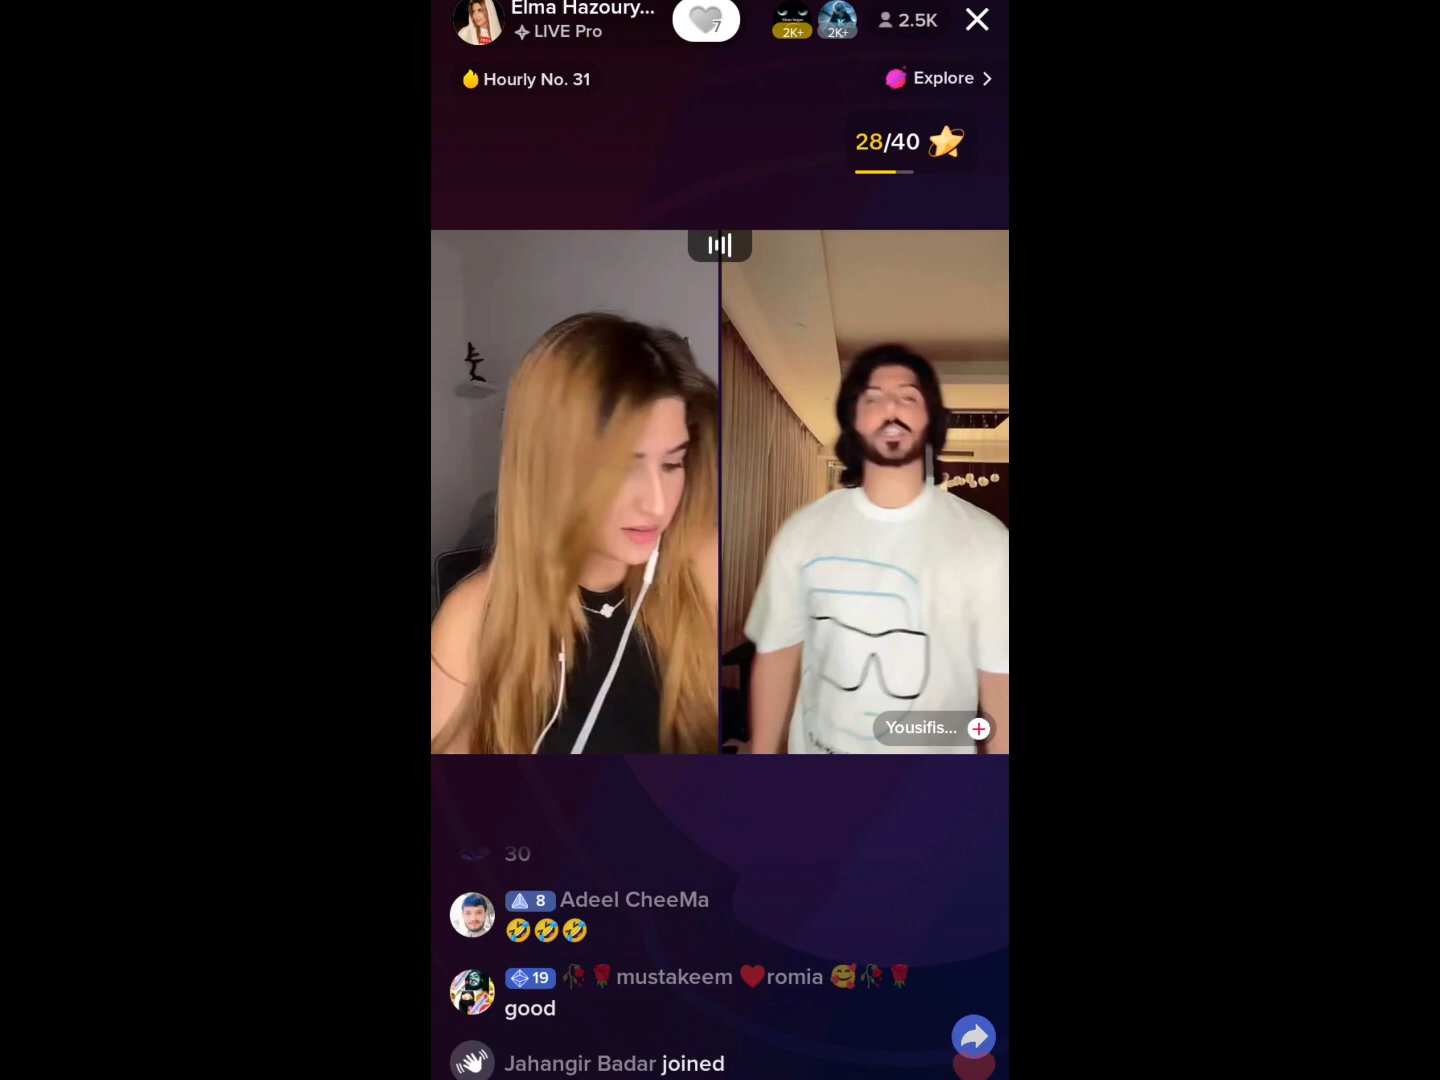 Elma Hazoury...
LIVE Pro
7
2K+
2K+
2.5K
Hourly No. 31
Explore
28/40
Yousifis...
30
8 Adeel CheeMa
🤣🤣🤣
19 🥀🌹mustakeem ❤️romia 🥰🥀🌹
good
Jahangir Badar joined